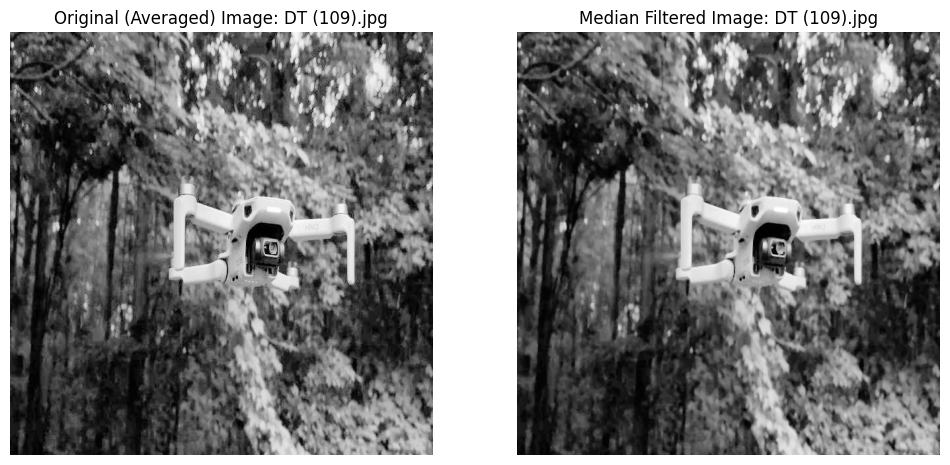 Original (Averaged) Image: DT (109).jpg
Median Filtered Image: DT (109).jpg